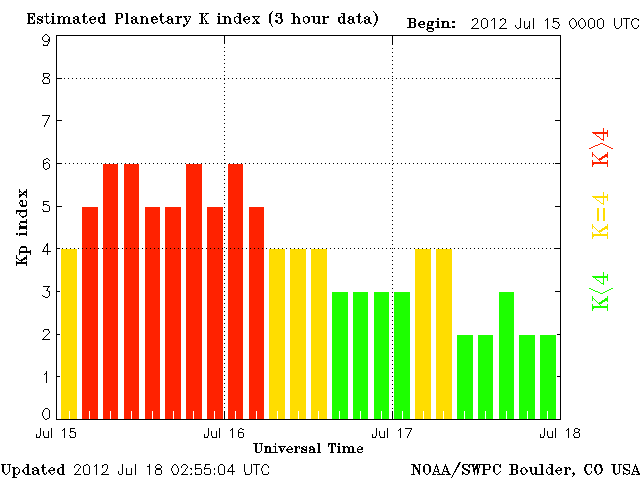 Estimated Planetary K index (3 hour data)
Begin: 2012 Jul 15 0000 UTC
9
8
7
6
5
4
3
2
1
0
Kp index
K>4
K=4
K<4
Jul 15 Jul 16 Jul 17 Jul 18
Universal Time
Updated 2012 Jul 18 02:55:04 UTC
NOAA/SWPC Boulder, CO USA